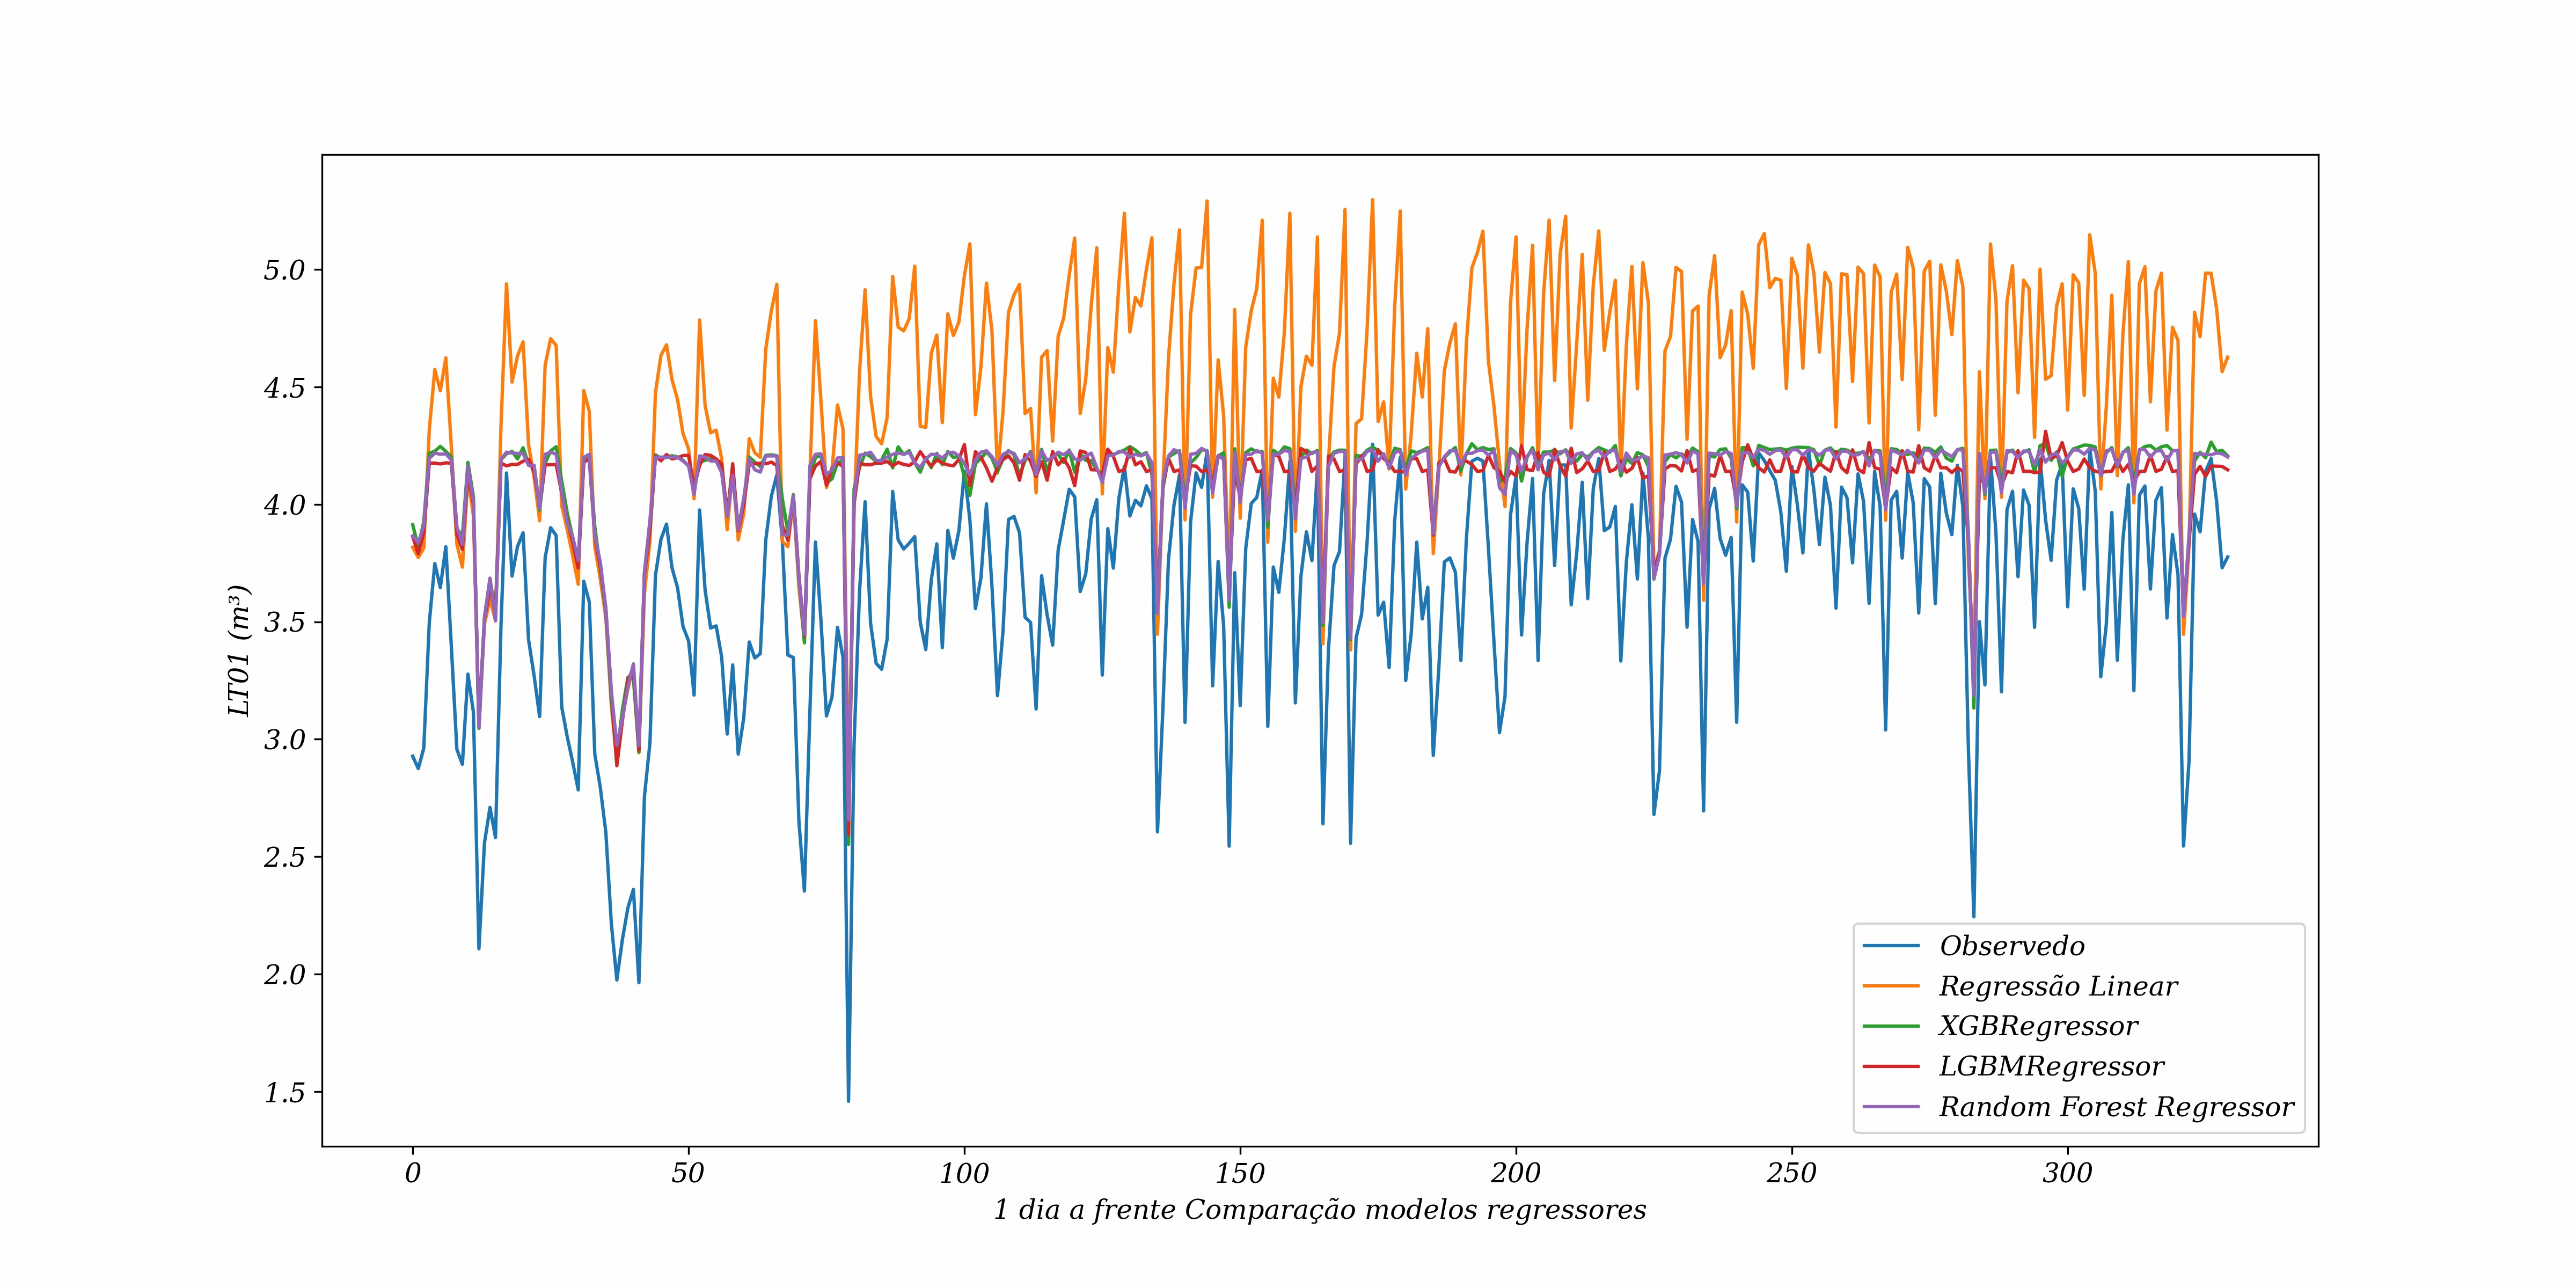 5.0
4.5
4.0
3.5
3.0
2.5
2.0
1.5
LT01 (m³)
0 50 100 150 200 250 300
1 dia a frente Comparação modelos regressores
Observedo
Regressão Linear
XGBRegressor
LGBMRegressor
Random Forest Regressor